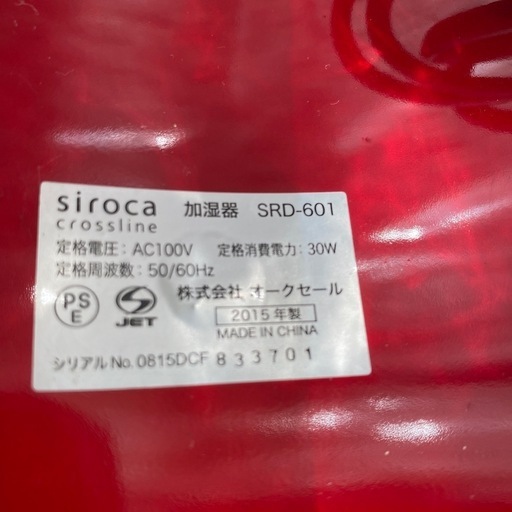 siroca 加湿器 SRD-601
crossline
定格電圧: AC100V 定格消費電力: 30W
定格周波数: 50/60Hz
PS
E
S
JET
株式会社 オークセール
2015年製
MADE IN CHINA
シリアルNo. 0815DCF 833701